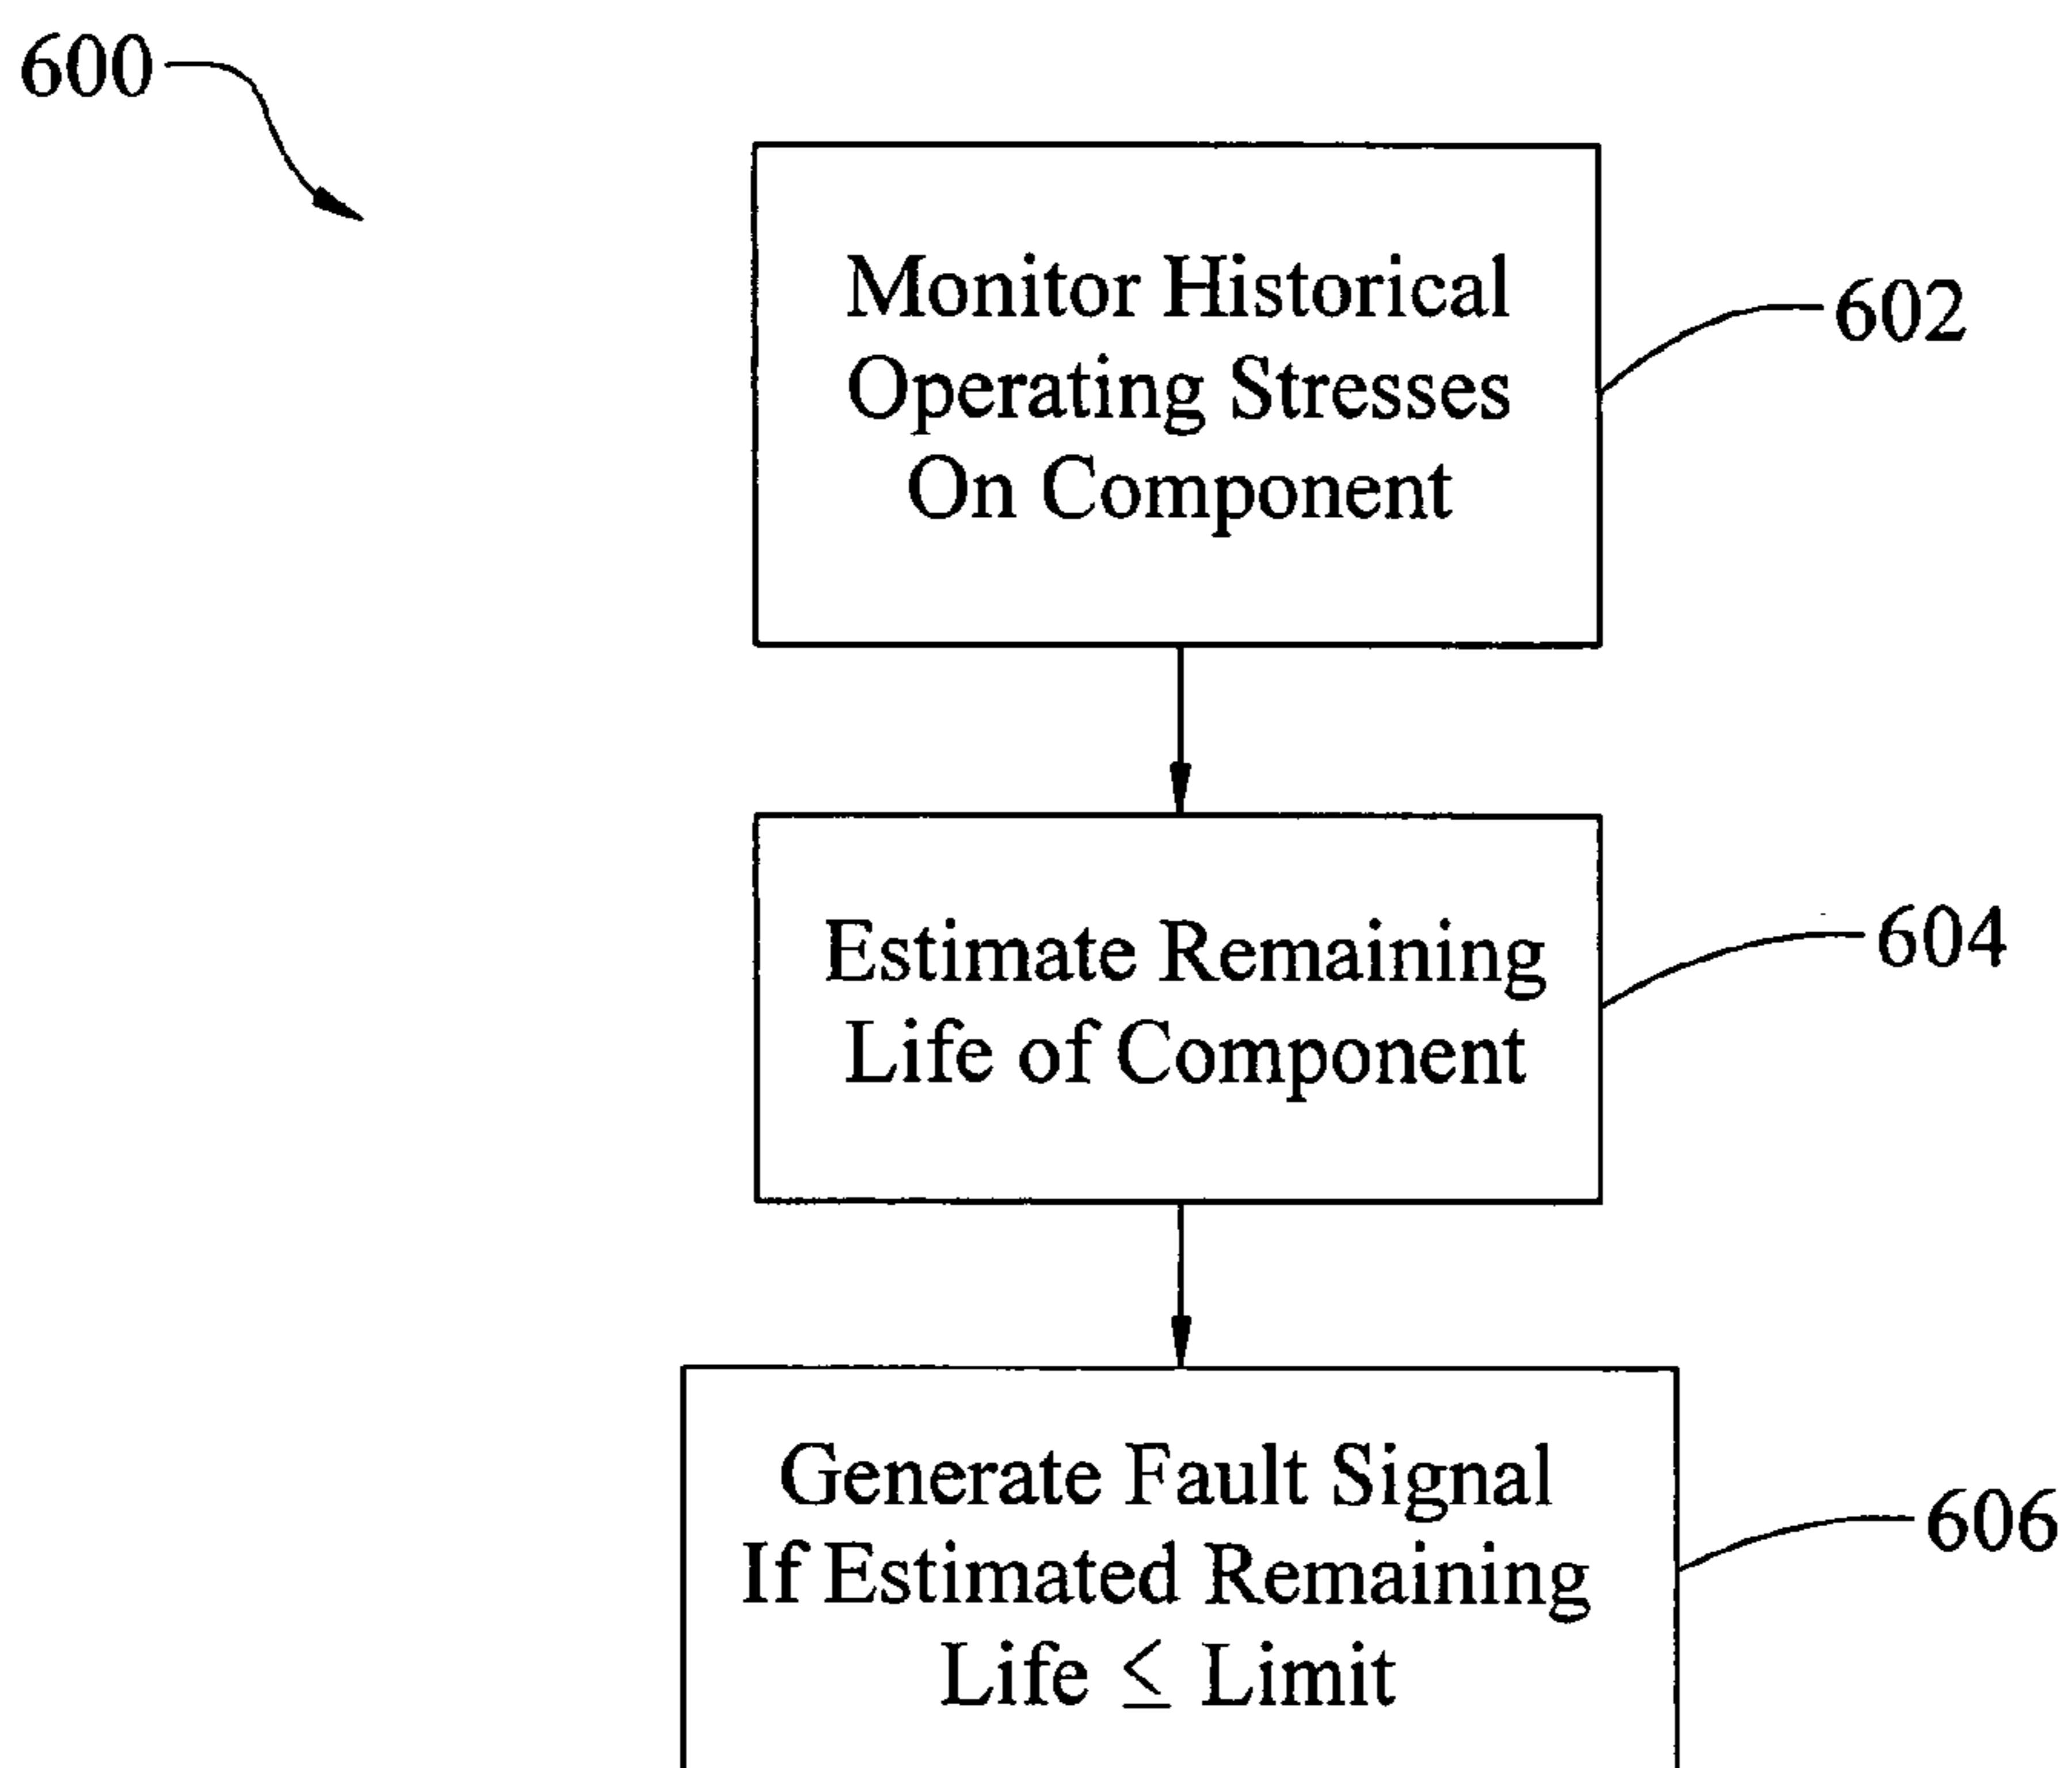 600
Monitor Historical
Operating Stresses
On Component
602
Estimate Remaining
Life of Component
604
Generate Fault Signal
If Estimated Remaining
Life ≤ Limit
606